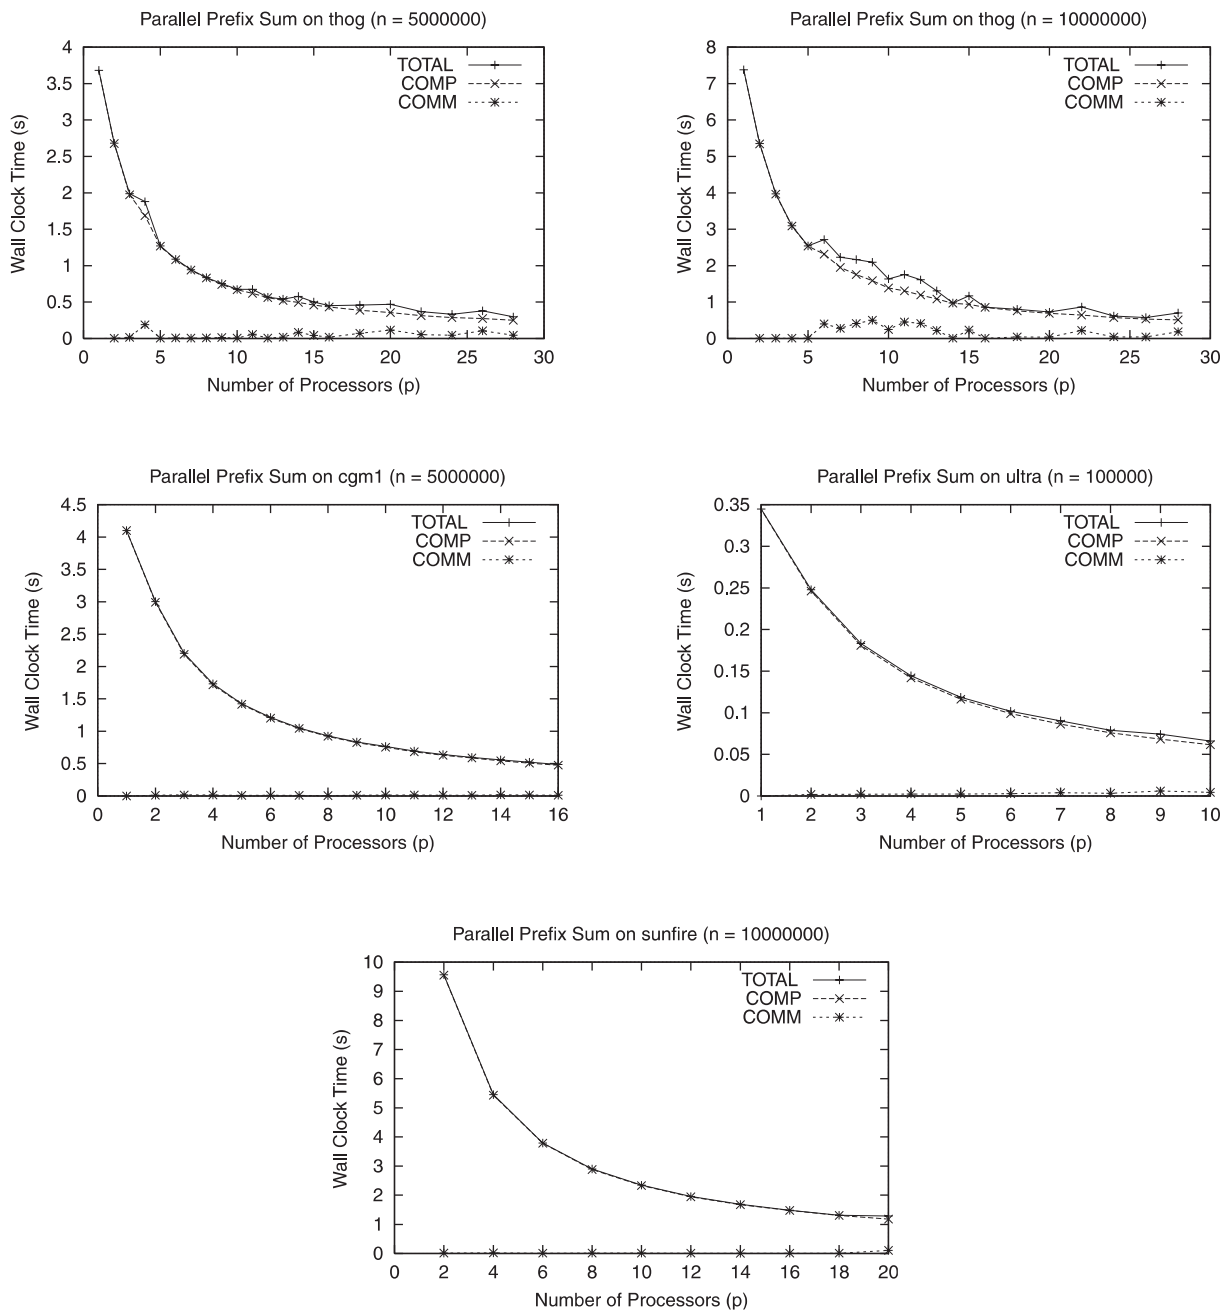 Parallel Prefix Sum on thog (n = 5000000)
4
3.5
3
2.5
2
1.5
1
0.5
0
Wall Clock Time (s)
TOTAL
COMP
COMM
0 5 10 15 20 25 30
Number of Processors (p)
Parallel Prefix Sum on thog (n = 10000000)
8
7
6
5
4
3
2
1
0
Wall Clock Time (s)
TOTAL
COMP
COMM
0 5 10 15 20 25 30
Number of Processors (p)
Parallel Prefix Sum on cgm1 (n = 5000000)
4.5
4
3.5
3
2.5
2
1.5
1
0.5
0
Wall Clock Time (s)
TOTAL
COMP
COMM
0 2 4 6 8 10 12 14 16
Number of Processors (p)
Parallel Prefix Sum on ultra (n = 100000)
0.35
0.3
0.25
0.2
0.15
0.1
0.05
0
Wall Clock Time (s)
TOTAL
COMP
COMM
1 2 3 4 5 6 7 8 9 10
Number of Processors (p)
Parallel Prefix Sum on sunfire (n = 10000000)
10
9
8
7
6
5
4
3
2
1
0
Wall Clock Time (s)
TOTAL
COMP
COMM
0 2 4 6 8 10 12 14 16 18 20
Number of Processors (p)